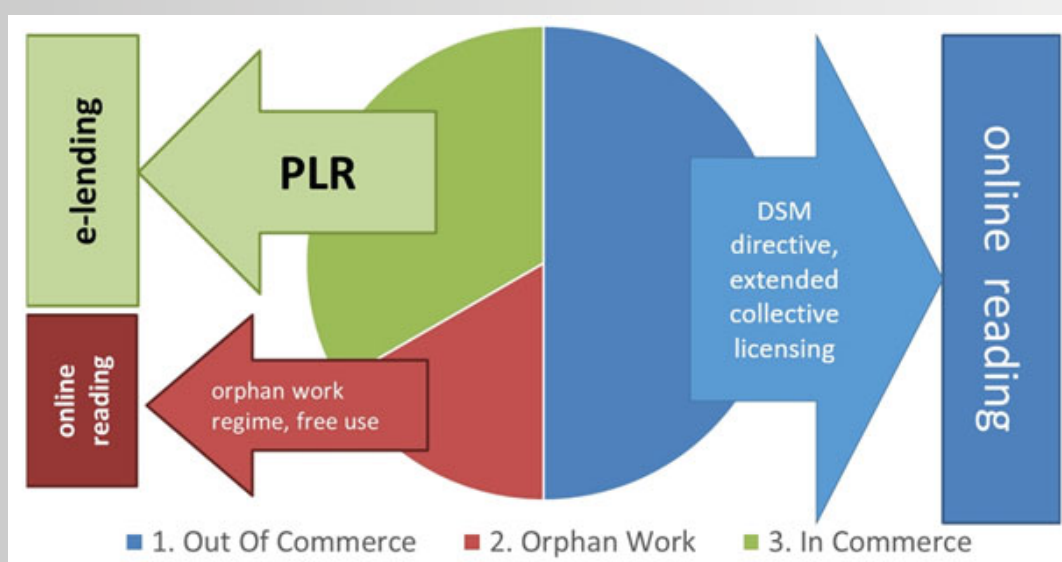 e-lending
PLR
online
reading
orphan work
regime, free use
DSM
directive,
extended
collective
licensing
online reading
1. Out Of Commerce
2. Orphan Work
3. In Commerce